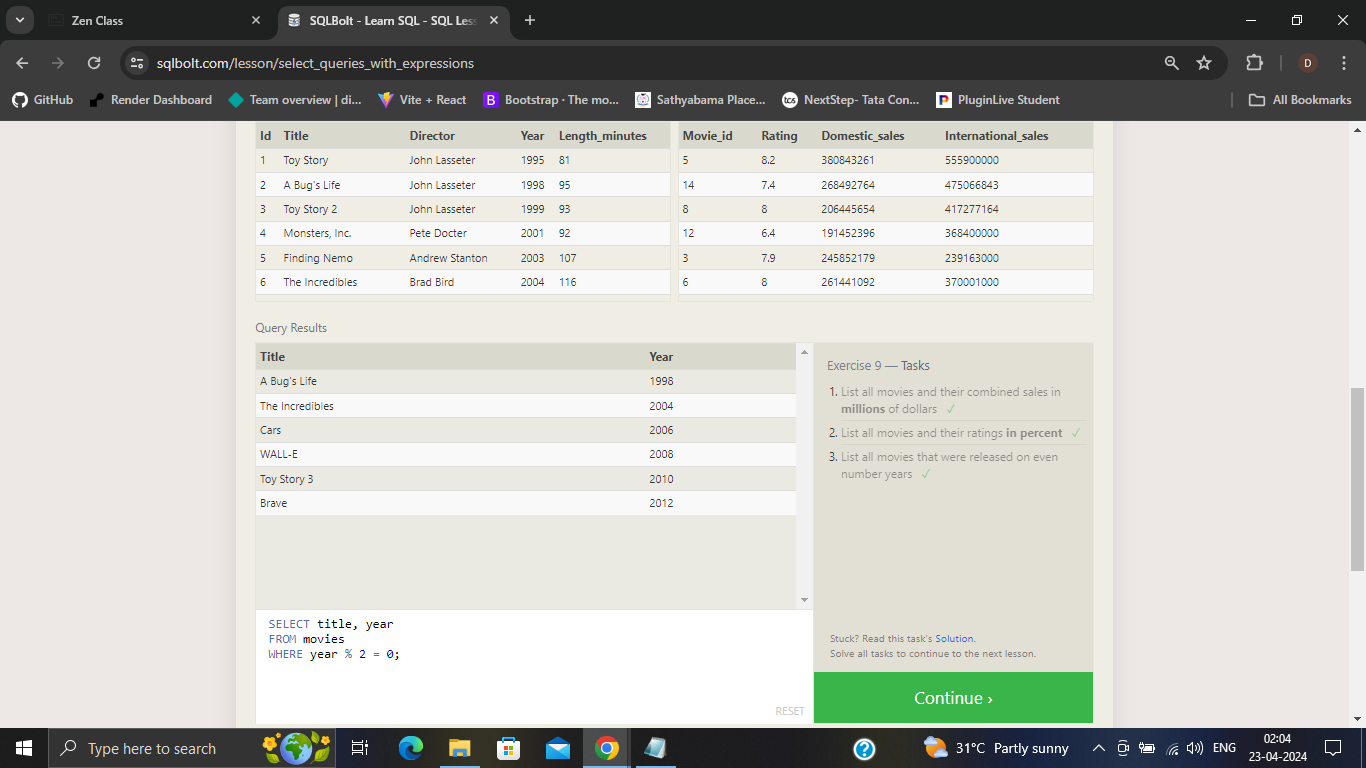 Zen Class
SQLBolt - Learn SQL - SQL Les
sqlbolt.com/lesson/select_queries_with_expressions
D
GitHub Render Dashboard Team overview | di... Vite + React B Bootstrap · The mo... Sathyabama Place... tcs NextStep- Tata Con... P PluginLive Student All Bookmarks
Id Title Director Year Length_minutes Movie_id Rating Domestic_sales International_sales
1 Toy Story John Lasseter 1995 81 5 8.2 380843261 555900000
2 A Bug's Life John Lasseter 1998 95 14 7.4 268492764 475066843
3 Toy Story 2 John Lasseter 1999 93 8 8 206445654 417277164
4 Monsters, Inc. Pete Docter 2001 92 12 6.4 191452396 368400000
5 Finding Nemo Andrew Stanton 2003 107 3 7.9 245852179 239163000
6 The Incredibles Brad Bird 2004 116 6 8 261441092 370001000
Query Results
Title Year
A Bug's Life 1998
The Incredibles 2004
Cars 2006
WALL-E 2008
Toy Story 3 2010
Brave 2012
Exercise 9 — Tasks
1. List all movies and their combined sales in
millions of dollars ✓
2. List all movies and their ratings in percent ✓
3. List all movies that were released on even
number years ✓
SELECT title, year
FROM movies
WHERE year % 2 = 0;
RESET
Stuck? Read this task's Solution.
Solve all tasks to continue to the next lesson.
Continue ›
Type here to search
31°C Partly sunny
ENG
02:04
23-04-2024